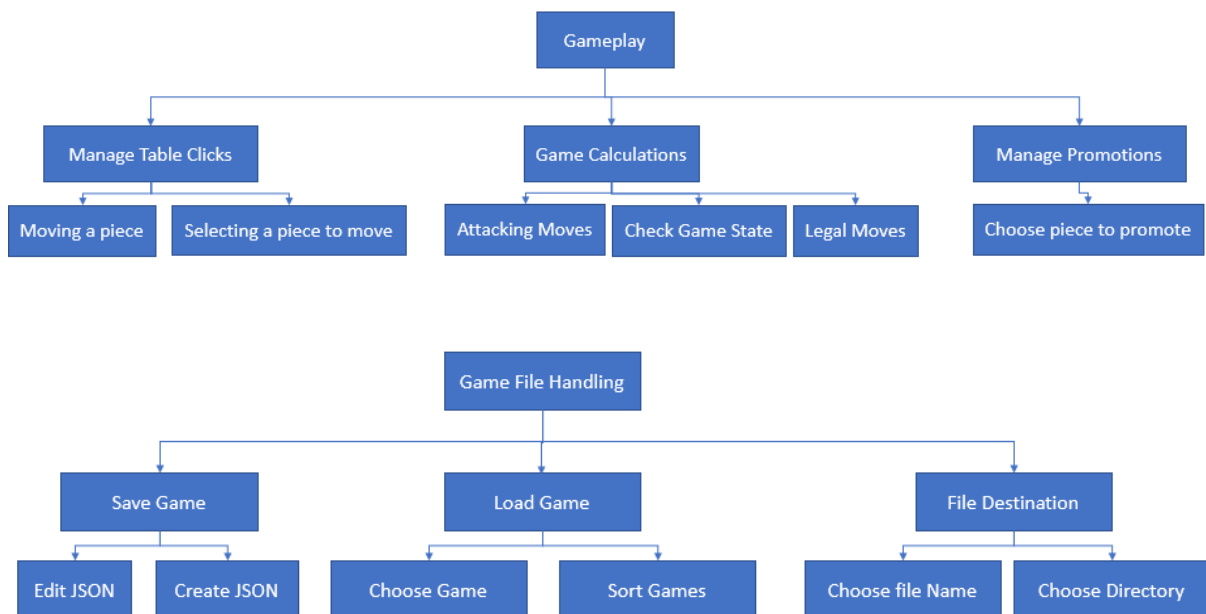 Gameplay
Manage Table Clicks
Game Calculations
Manage Promotions
Moving a piece
Selecting a piece to move
Attacking Moves
Check Game State
Legal Moves
Choose piece to promote
Game File Handling
Save Game
Load Game
File Destination
Edit JSON
Create JSON
Choose Game
Sort Games
Choose file Name
Choose Directory